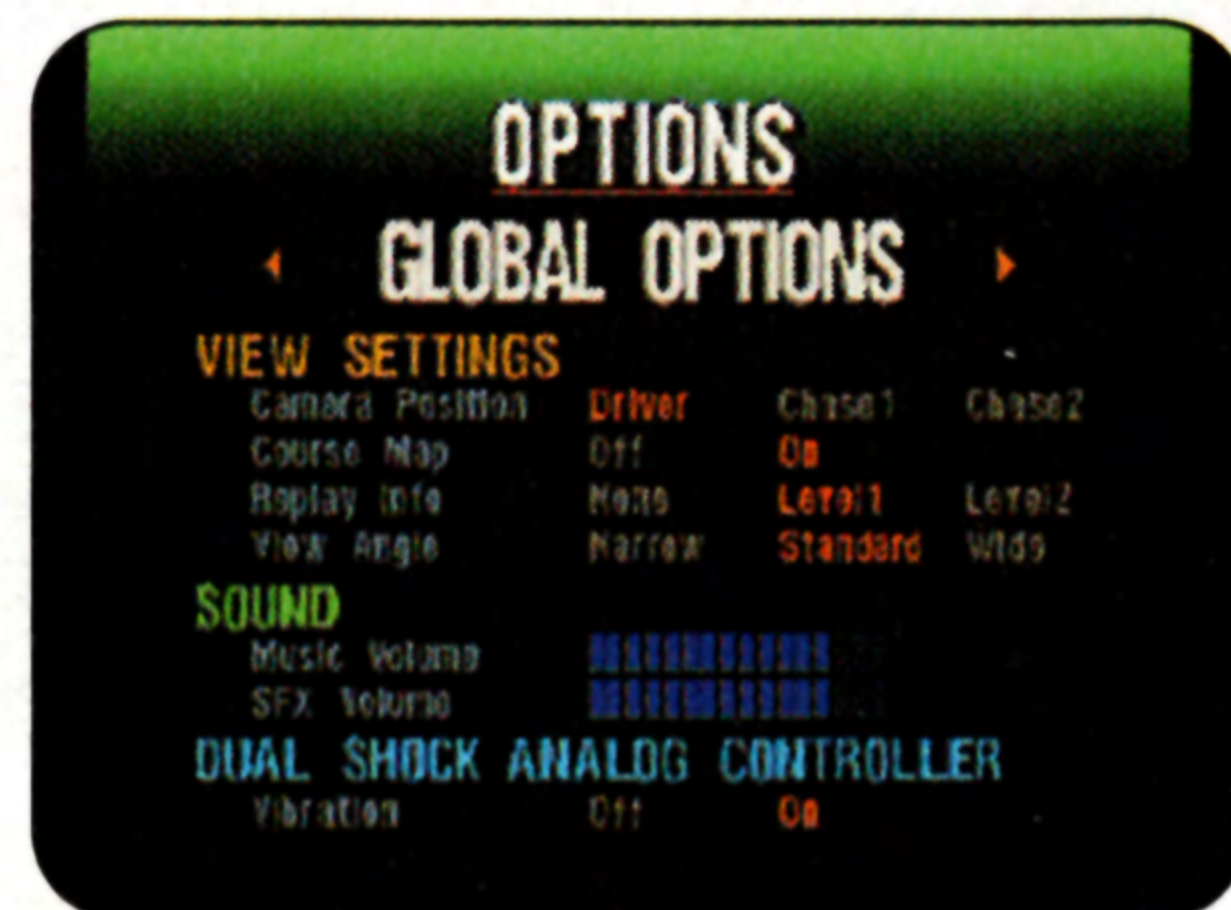 OPTIONS
GLOBAL OPTIONS
VIEW SETTINGS
Camara Position Driver Chase1 Chase2
Course Map Off On
Replay Info None Level1 Level2
View Angle Narrow Standard Wide
SOUND
Music Volume
SFX Volume
DUAL SHOCK ANALOG CONTROLLER
Vibration Off On